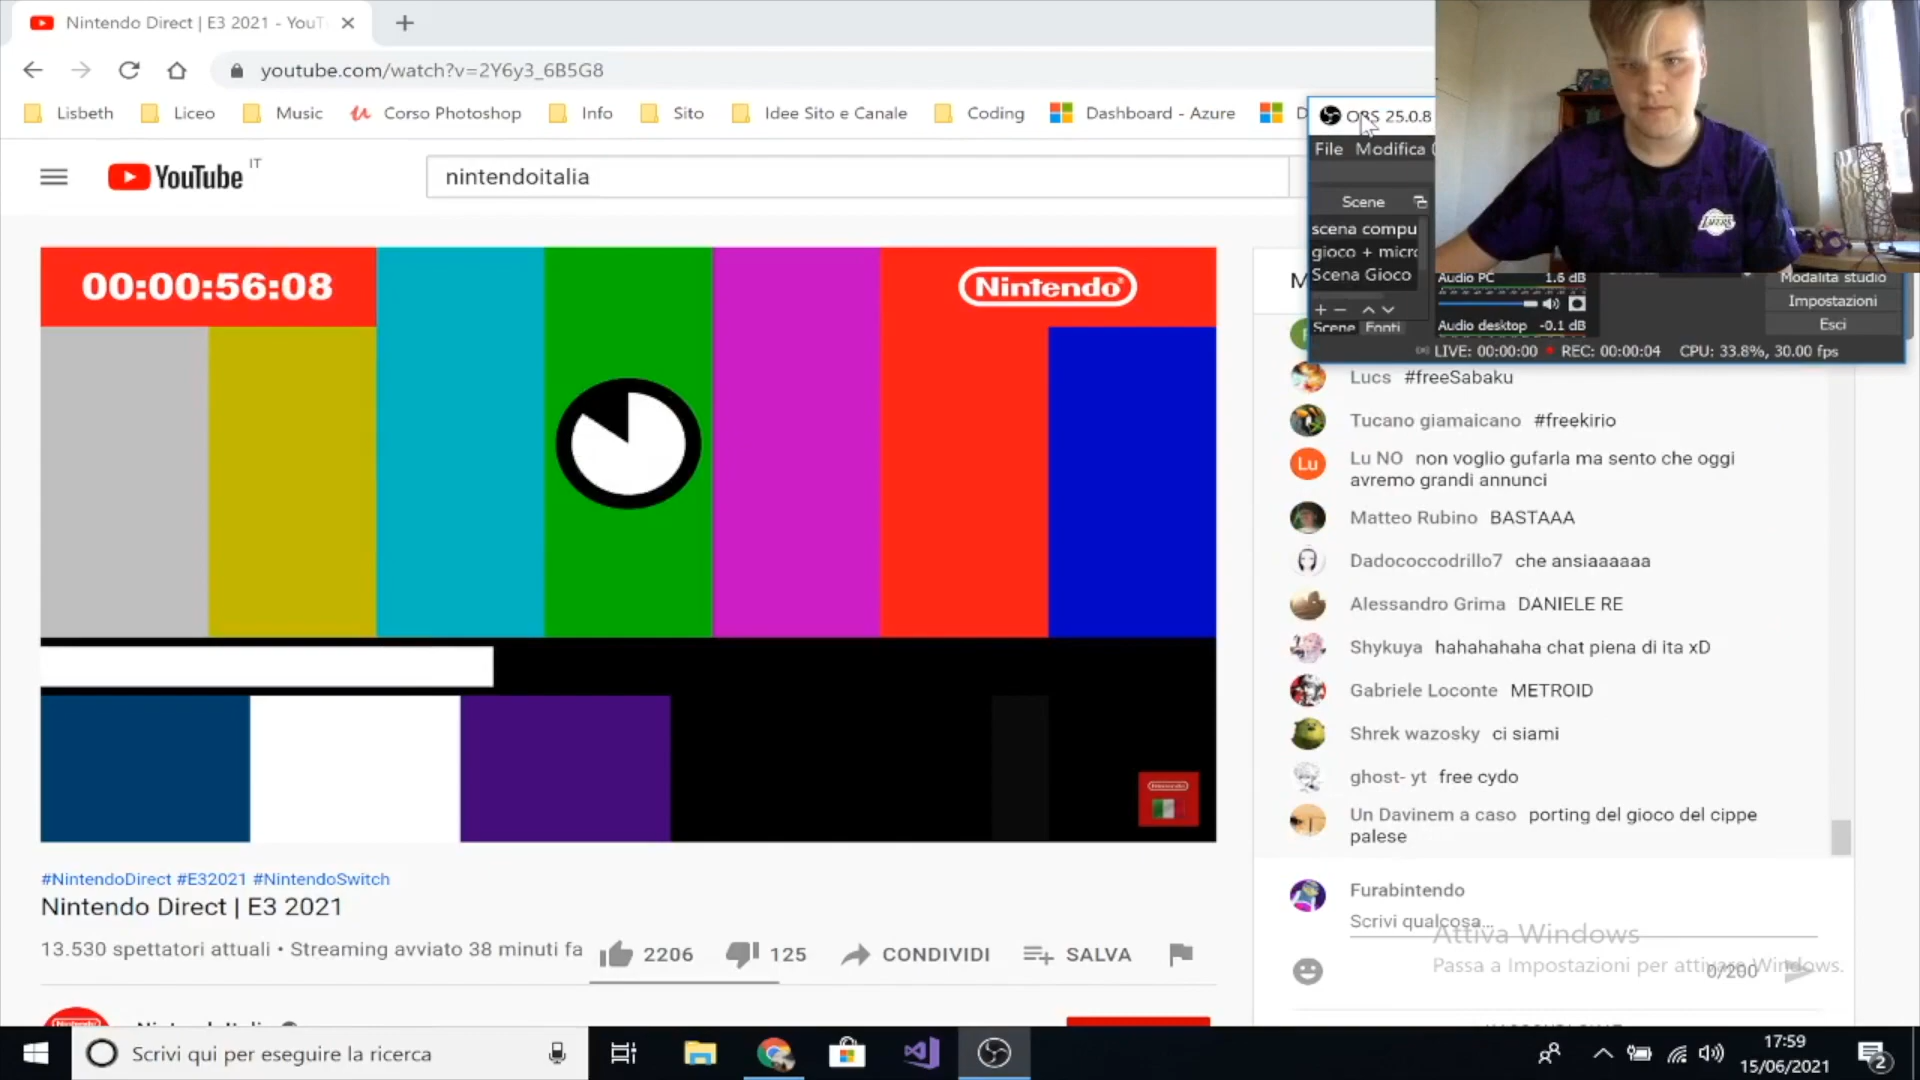 Nintendo Direct | E3 2021 - YouT
youtube.com/watch?v=2Y6y3_6B5G8
Lisbeth Liceo Music Corso Photoshop Info Sito Idee Sito e Canale Coding Dashboard - Azure D
OBS 25.0.8
File Modifica
YouTube IT
nintendoitalia
Scene
scena compu
gioco + micro
Scena Gioco
Scene Fonti
Audio PC 1.6 dB
Audio desktop -0.1 dB
Modalità studio
Impostazioni
Esci
LIVE: 00:00:00 REC: 00:00:04 CPU: 33.8%, 30.00 fps
LAKERS
00:00:56:08
Nintendo
Nintendo
Lucs #freeSabaku
Tucano giamaicano #freekirio
Lu
Lu NO non voglio gufarla ma sento che oggi
avremo grandi annunci
Matteo Rubino BASTAAA
Dadococcodrillo7 che ansiaaaaaa
Alessandro Grima DANIELE RE
Shykuya hahahahaha chat piena di ita xD
Gabriele Loconte METROID
Shrek wazosky ci siami
ghost- yt free cydo
Un Davinem a caso porting del gioco del cippe
palese
Furabintendo
Scrivi qualcosa...
0/200
#NintendoDirect #E32021 #NintendoSwitch
Nintendo Direct | E3 2021
13.530 spettatori attuali • Streaming avviato 38 minuti fa
2206 125 CONDIVIDI SALVA
Attiva Windows
Passa a Impostazioni per attivare Windows.
Scrivi qui per eseguire la ricerca
17:59
15/06/2021
2